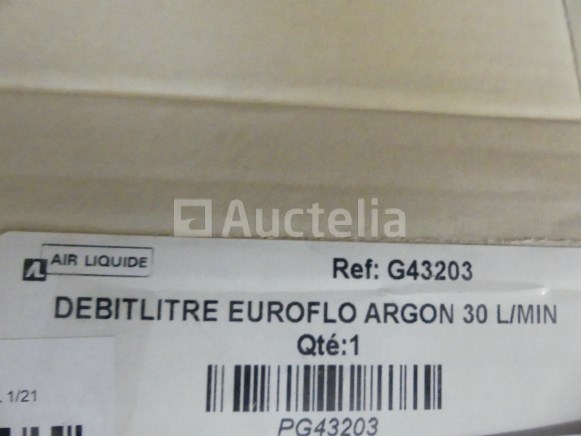 Auctelia
AIR LIQUIDE
Ref: G43203
DEBITLITRE EUROFLO ARGON 30 L/MIN
Qté:1
1/21
PG43203